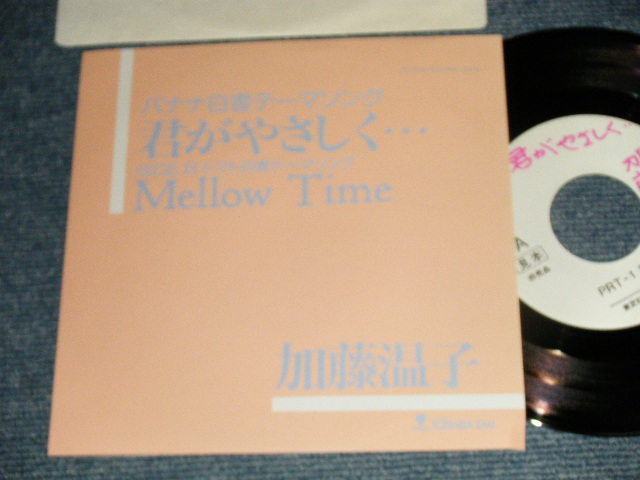 バナナ白書テーマソング
君がやさしく…
Mellow Time
加藤温子
君がやさしく
加
A
見本
PRT-1